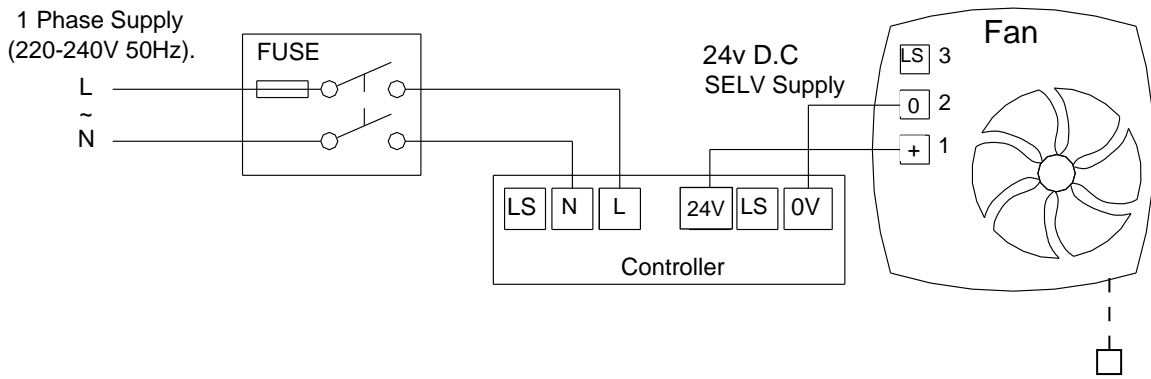 1 Phase Supply
(220-240V 50Hz).
L
~
N
FUSE
24v D.C
SELV Supply
Fan
LS 3
0 2
+ 1
LS N L 24V LS 0V
Controller